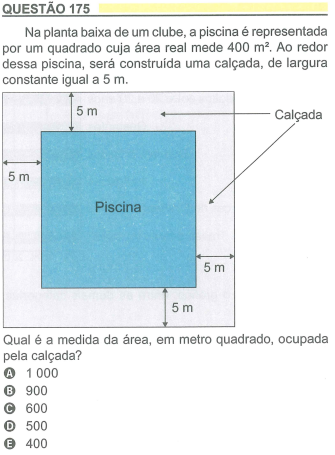 QUESTÃO 175
Na planta baixa de um clube, a piscina é representada
por um quadrado cuja área real mede 400 m². Ao redor
dessa piscina, será construída uma calçada, de largura
constante igual a 5 m.
5 m
Calçada
5 m
Piscina
5 m
5 m
Qual é a medida da área, em metro quadrado, ocupada
pela calçada?
A 1 000
B 900
C 600
D 500
E 400